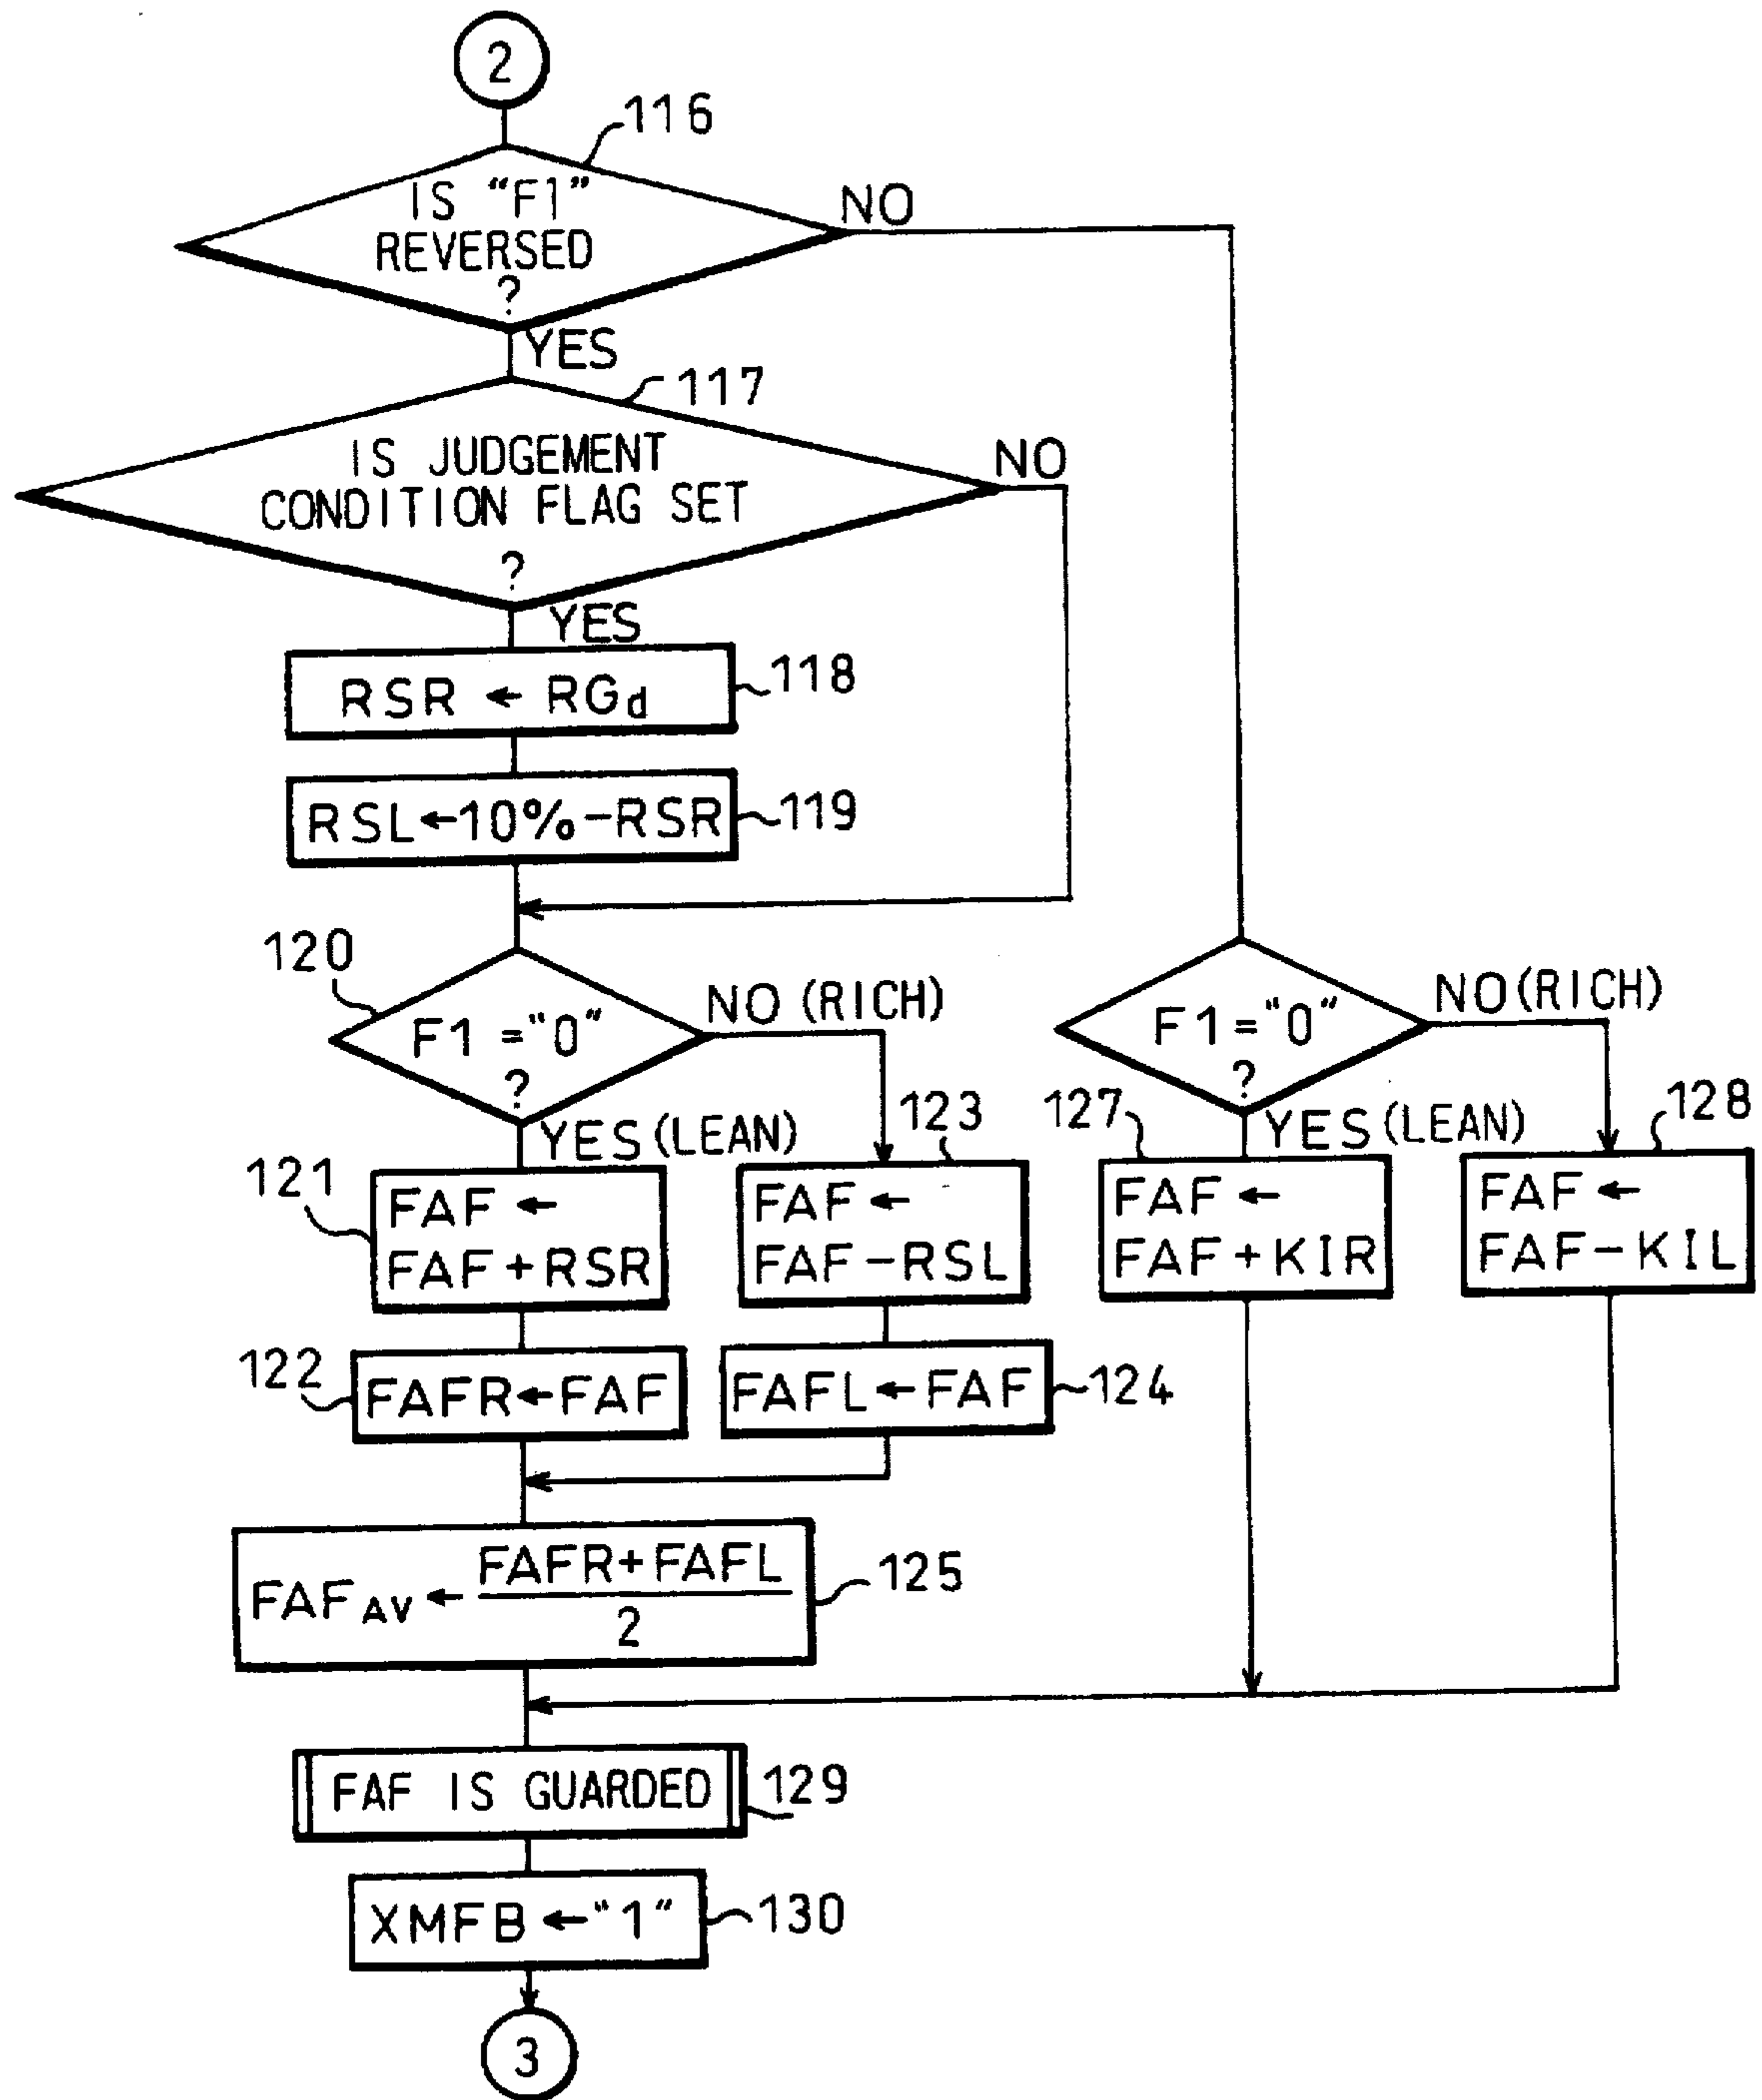 2
116
IS "F1"
REVERSED
?
NO
YES
117
IS JUDGEMENT
CONDITION FLAG SET
?
NO
YES
RSR ← RGd
118
RSL ← 10% - RSR
119
120
F1 = "0"
?
NO (RICH)
YES (LEAN)
F1 = "0"
?
NO (RICH)
YES (LEAN)
121
FAF ←
FAF + RSR
123
FAF ←
FAF - RSL
127
FAF ←
FAF + KIR
128
FAF ←
FAF - KIL
122
FAFR ← FAF
FAFL ← FAF
124
FAFAV ← FAFR + FAFL
2
125
FAF IS GUARDED
129
XMFB ← "1"
130
3